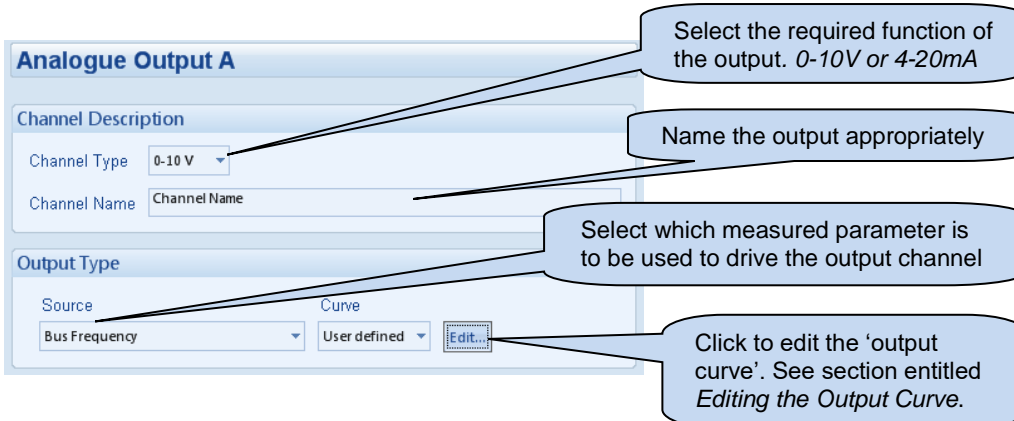 Analogue Output A
Select the required function of
the output. 0-10V or 4-20mA
Channel Description
Channel Type 0-10 V
Name the output appropriately
Channel Name Channel Name
Select which measured parameter is
to be used to drive the output channel
Output Type
Source Curve
Bus Frequency User defined Edit...
Click to edit the ‘output
curve’. See section entitled
Editing the Output Curve.